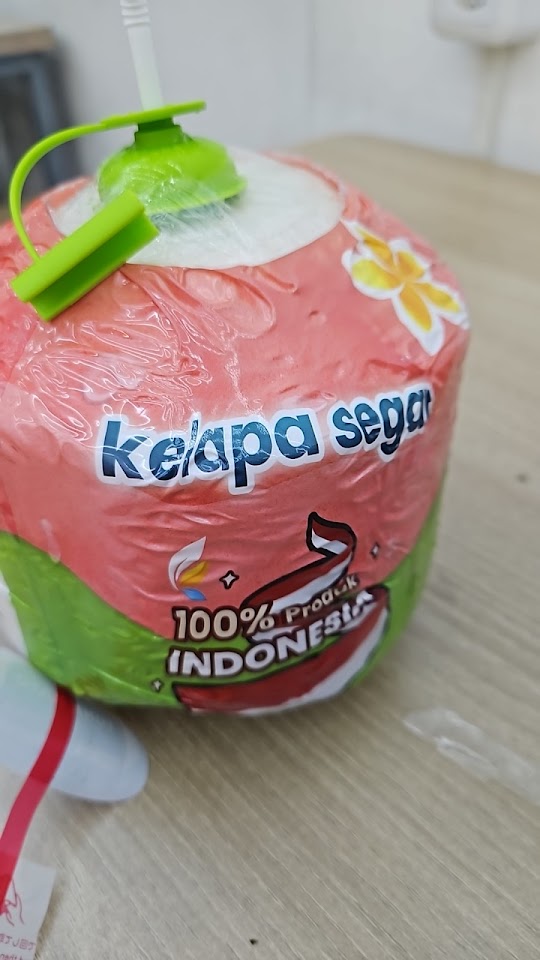 kelapa segar
100% Produk
INDONESIA